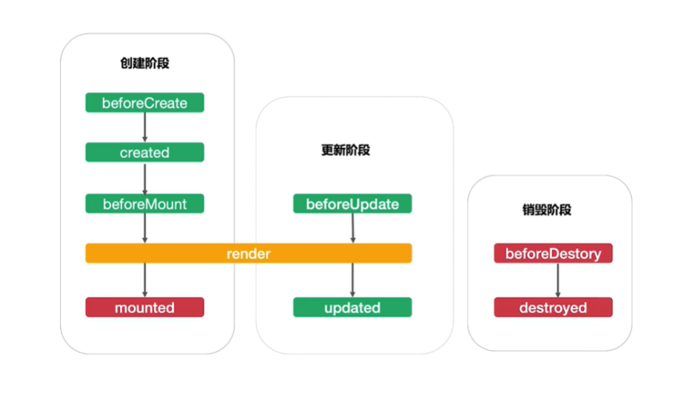 创建阶段
beforeCreate
created
beforeMount
render
mounted
更新阶段
beforeUpdate
updated
销毁阶段
beforeDestory
destroyed